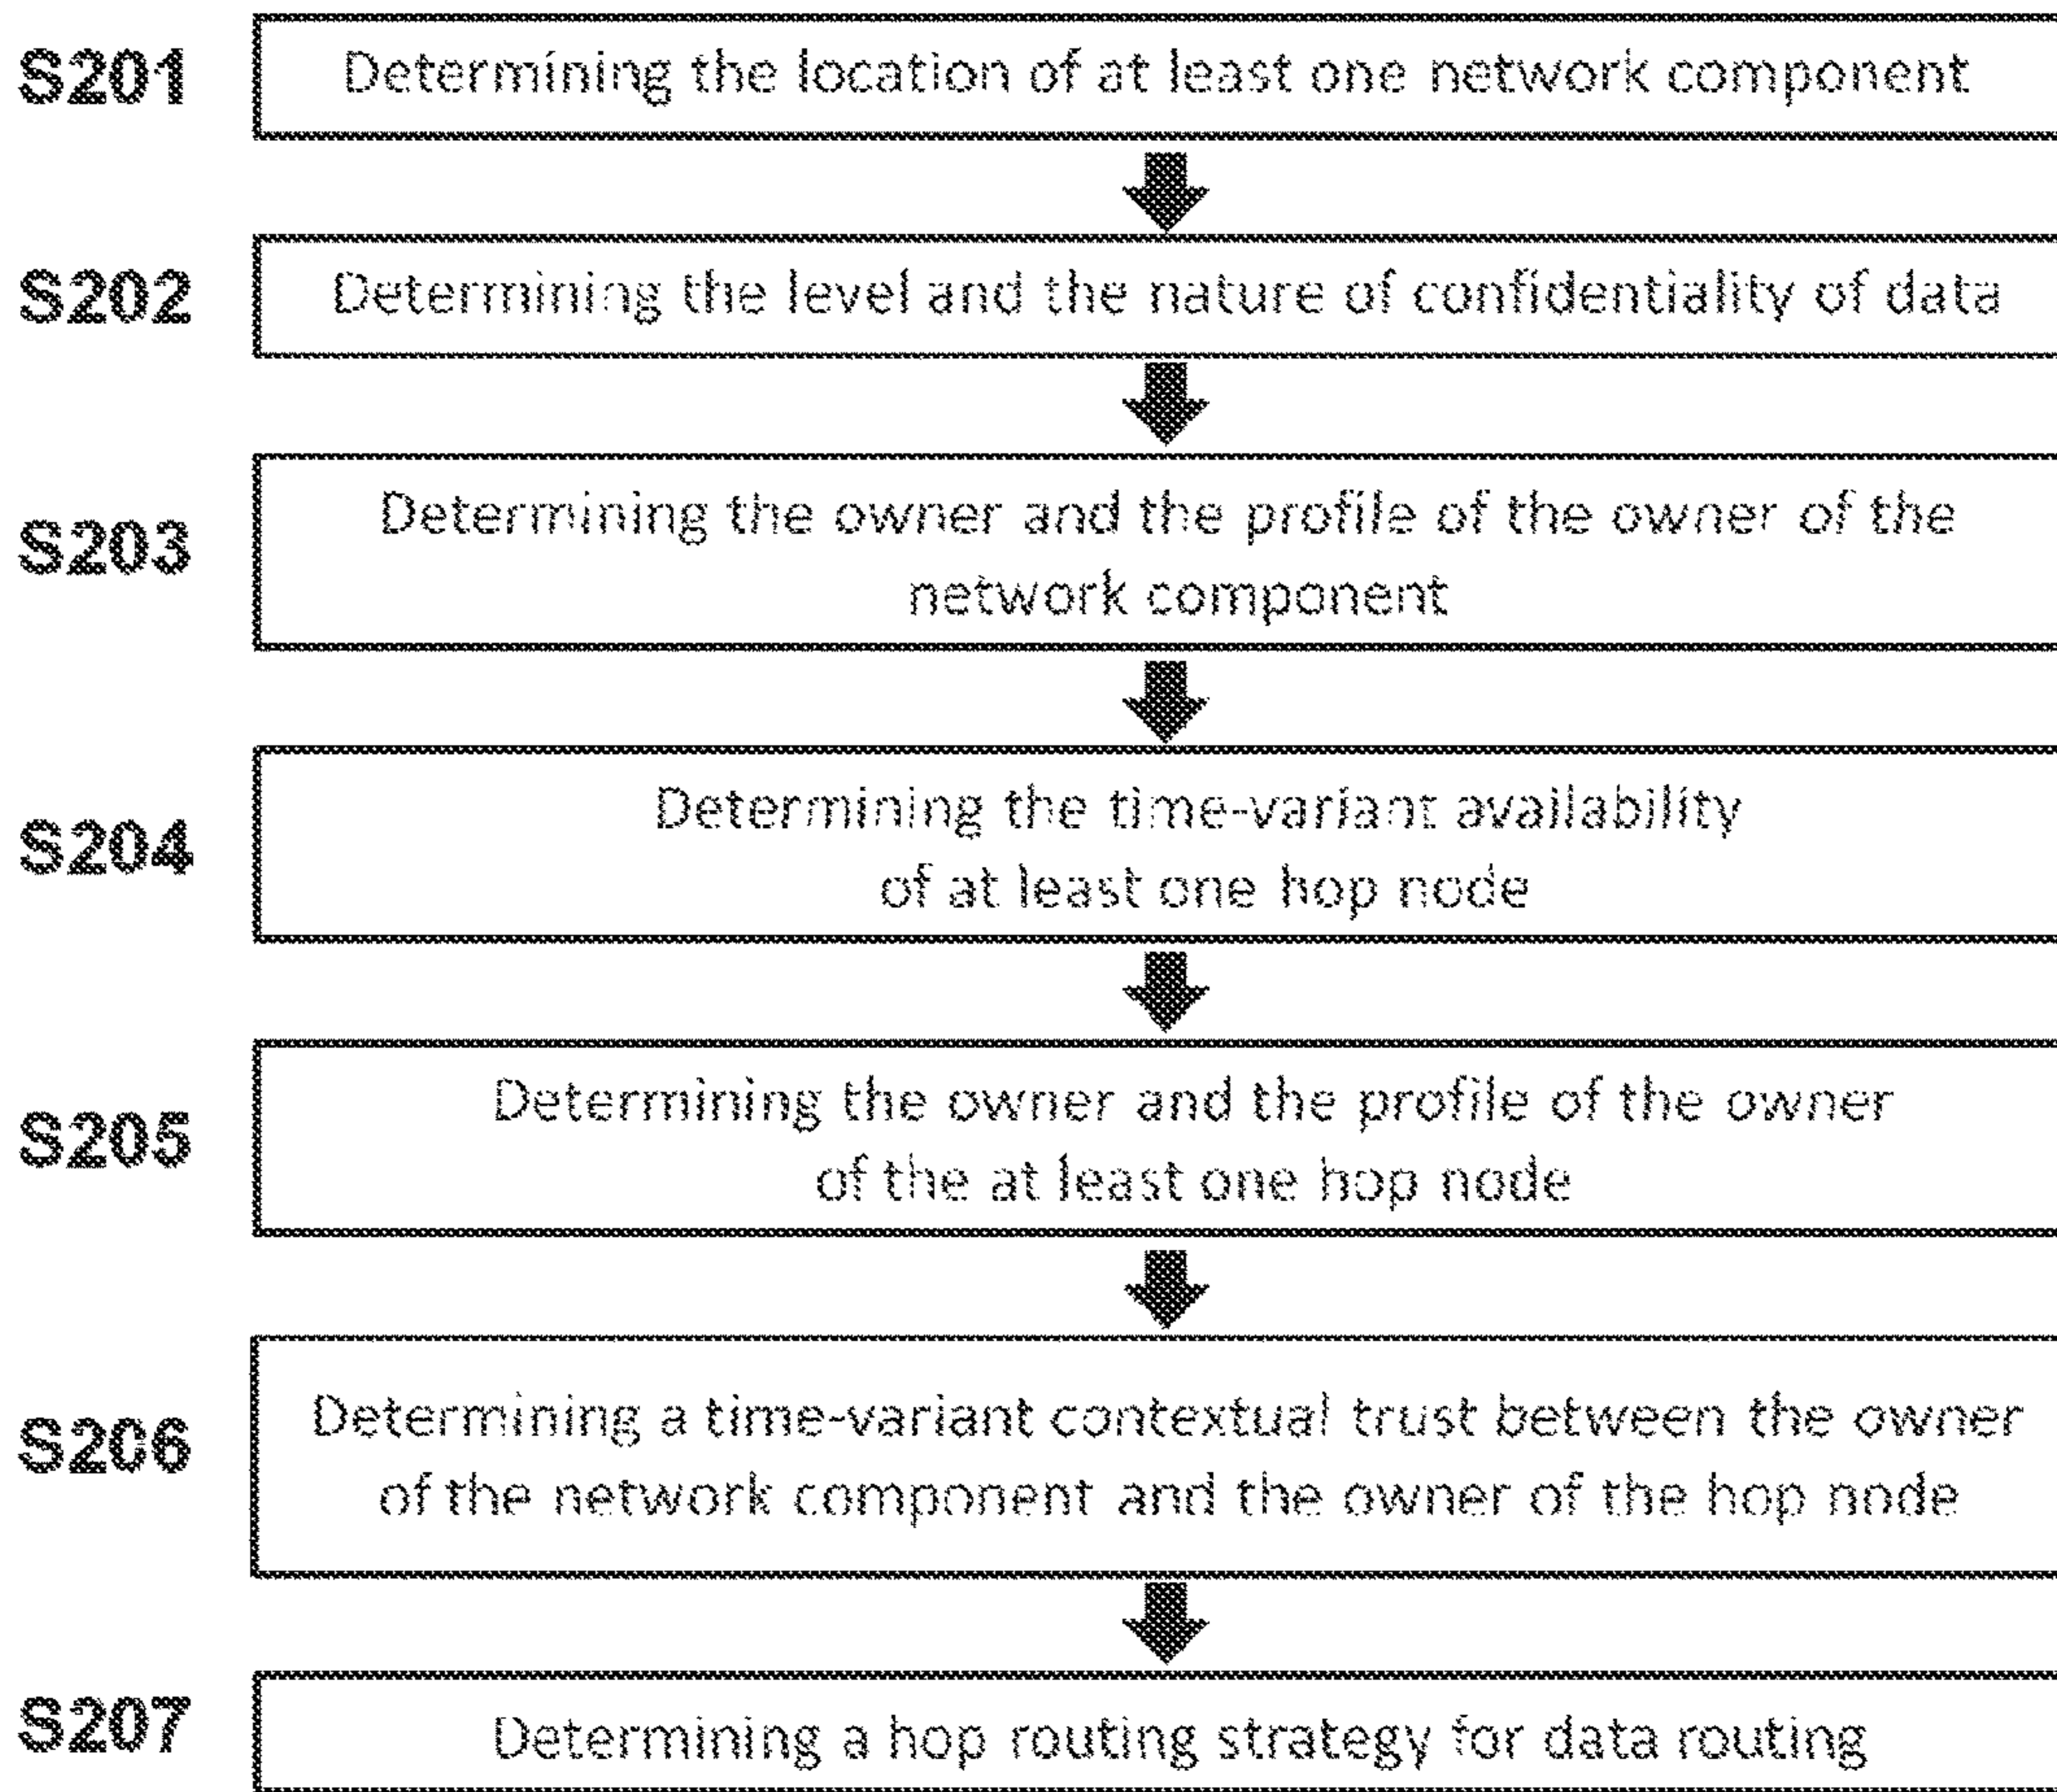 S201
Determining the location of at least one network component
S202
Determining the level and the nature of confidentiality of data
S203
Determining the owner and the profile of the owner of the
network component
S204
Determining the time-variant availability
of at least one hop node
S205
Determining the owner and the profile of the owner
of the at least one hop node
S206
Determining a time-variant contextual trust between the owner
of the network component and the owner of the hop node
S207
Determining a hop routing strategy for data routing